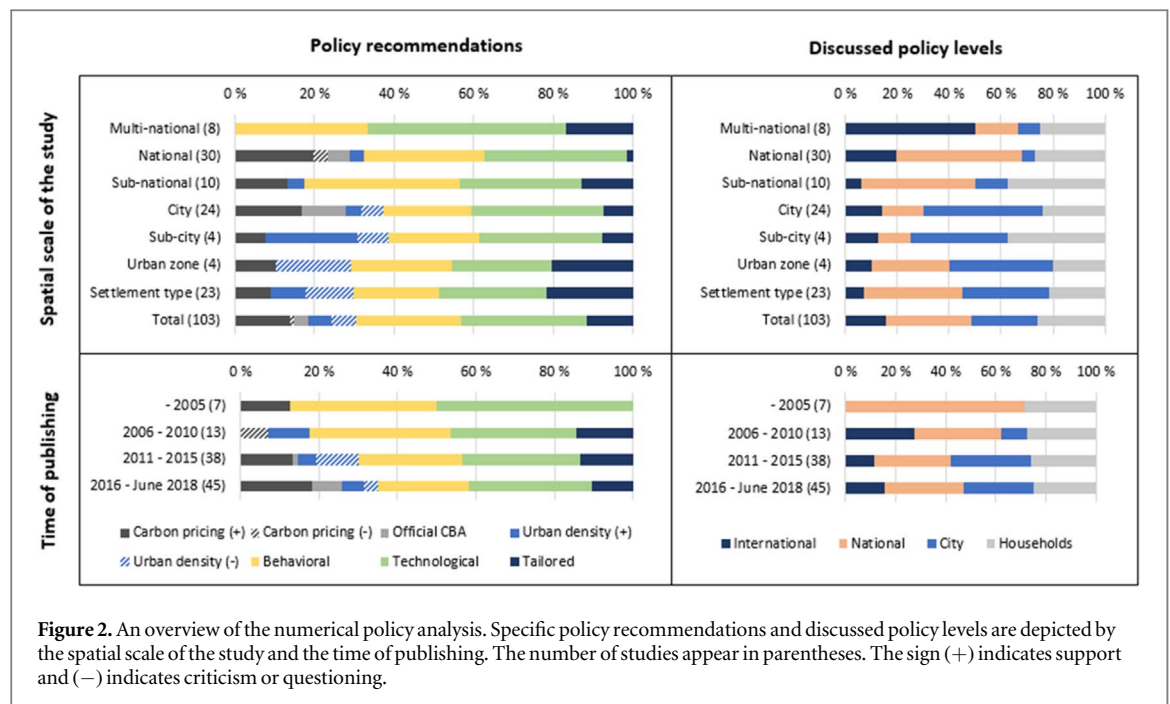 Policy recommendations
Discussed policy levels
Spatial scale of the study
0 % 20 % 40 % 60 % 80 % 100 %
Multi-national (8)
National (30)
Sub-national (10)
City (24)
Sub-city (4)
Urban zone (4)
Settlement type (23)
Total (103)
0 % 20 % 40 % 60 % 80 % 100 %
Multi-national (8)
National (30)
Sub-national (10)
City (24)
Sub-city (4)
Urban zone (4)
Settlement type (23)
Total (103)
Time of publishing
0 % 20 % 40 % 60 % 80 % 100 %
- 2005 (7)
2006 - 2010 (13)
2011 - 2015 (38)
2016 - June 2018 (45)
Carbon pricing (+) Carbon pricing (-) Official CBA Urban density (+)
Urban density (-) Behavioral Technological Tailored
0 % 20 % 40 % 60 % 80 % 100 %
- 2005 (7)
2006 - 2010 (13)
2011 - 2015 (38)
2016 - June 2018 (45)
International National City Households
Figure 2. An overview of the numerical policy analysis. Specific policy recommendations and discussed policy levels are depicted by
the spatial scale of the study and the time of publishing. The number of studies appear in parentheses. The sign (+) indicates support
and (−) indicates criticism or questioning.